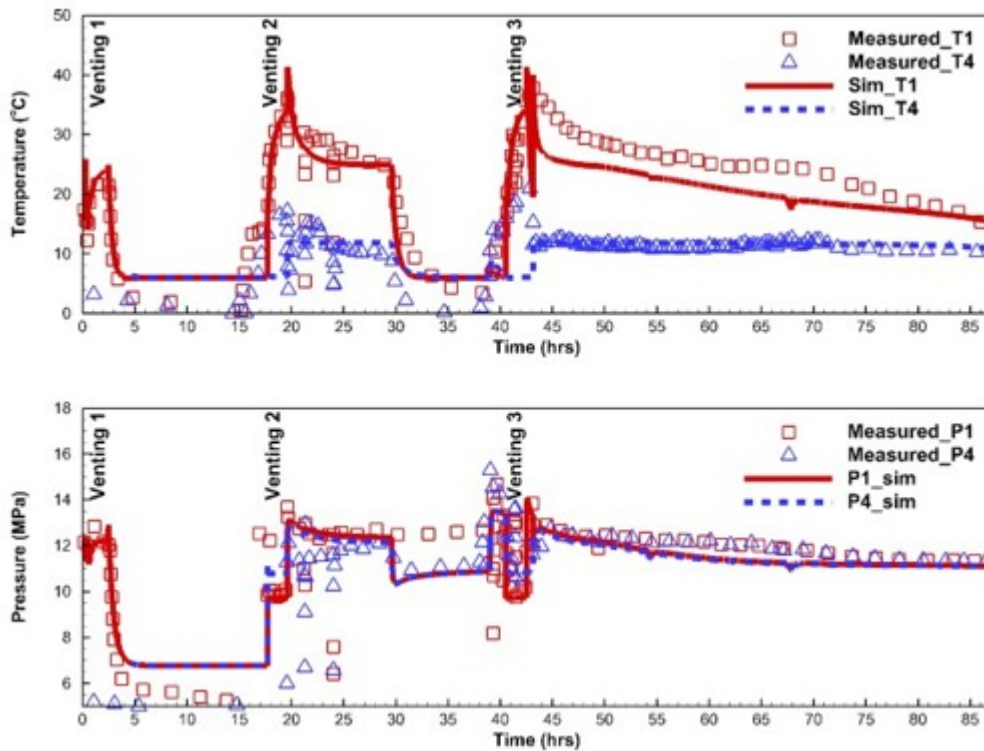 50
40
30
20
10
0
Temperature (°C)
Venting 1
Venting 2
Venting 3
Measured_T1
Measured_T4
Sim_T1
Sim_T4
0 5 10 15 20 25 30 35 40 45 50 55 60 65 70 75 80 85
Time (hrs)
18
16
14
12
10
8
6
Pressure (MPa)
Venting 1
Venting 2
Venting 3
Measured_P1
Measured_P4
P1_sim
P4_sim
0 5 10 15 20 25 30 35 40 45 50 55 60 65 70 75 80 85
Time (hrs)